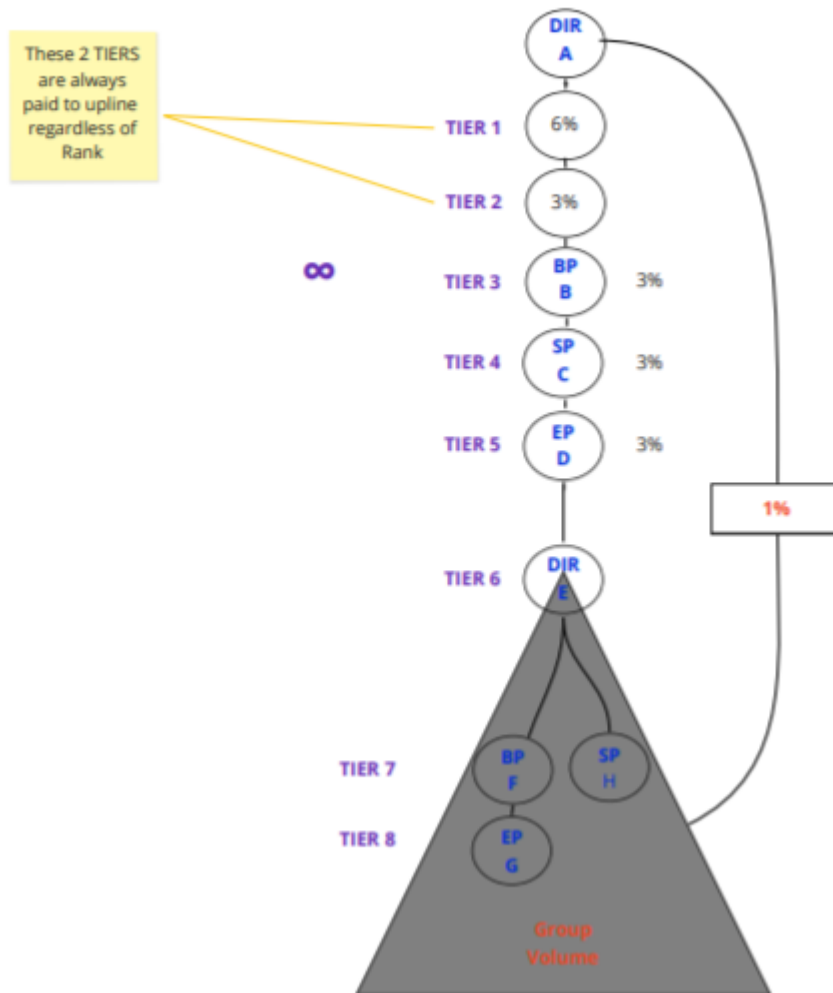 DIR
A
These 2 TIERS
are always
paid to upline
regardless of
Rank
TIER 1
6%
TIER 2
3%
∞
TIER 3
BP
B
3%
TIER 4
SP
C
3%
TIER 5
EP
D
3%
1%
TIER 6
DIR
E
TIER 7
BP
F
SP
H
TIER 8
EP
G
Group
Volume